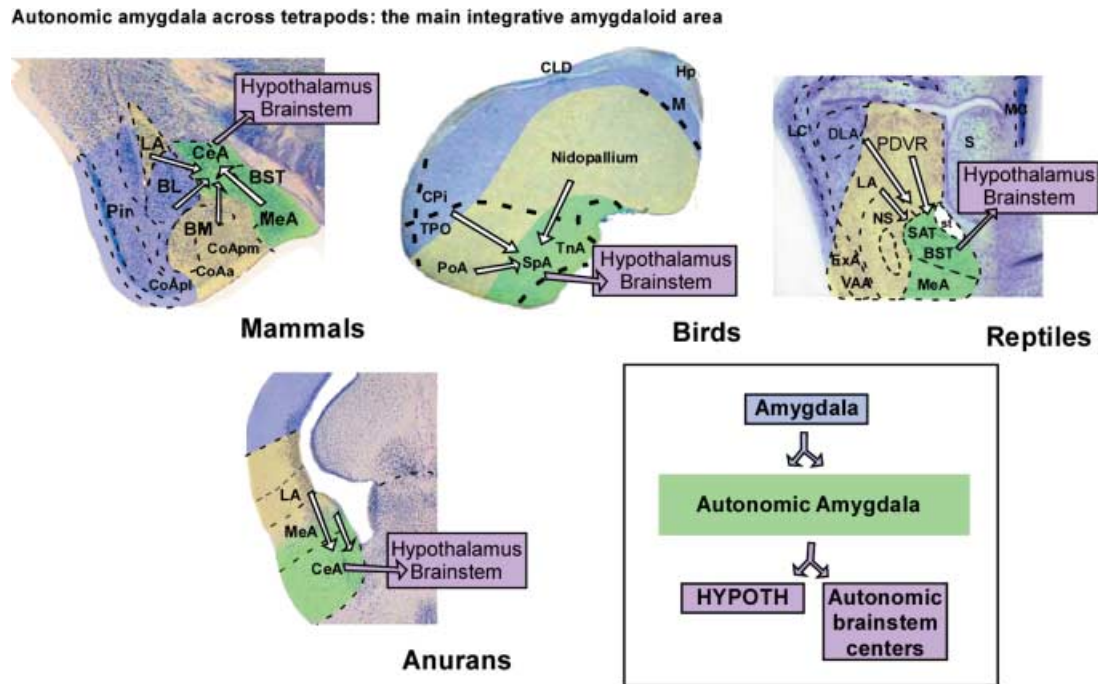 Autonomic amygdala across tetrapods: the main integrative amygdaloid area
Hypothalamus
Brainstem
LA
CeA
BL
BST
Pir
MeA
BM
CoApm
CoAa
CoApl
Mammals
CLD
Hp
M
Nidopallium
CPi
TPO
TnA
PoA
SpA
Hypothalamus
Brainstem
Birds
MC
LC
DLA
PDVR
S
LA
Hypothalamus
Brainstem
NS
st
SAT
BST
ExA
VAA
MeA
Reptiles
LA
MeA
CeA
Hypothalamus
Brainstem
Anurans
Amygdala
Autonomic Amygdala
HYPOTH
Autonomic
brainstem
centers